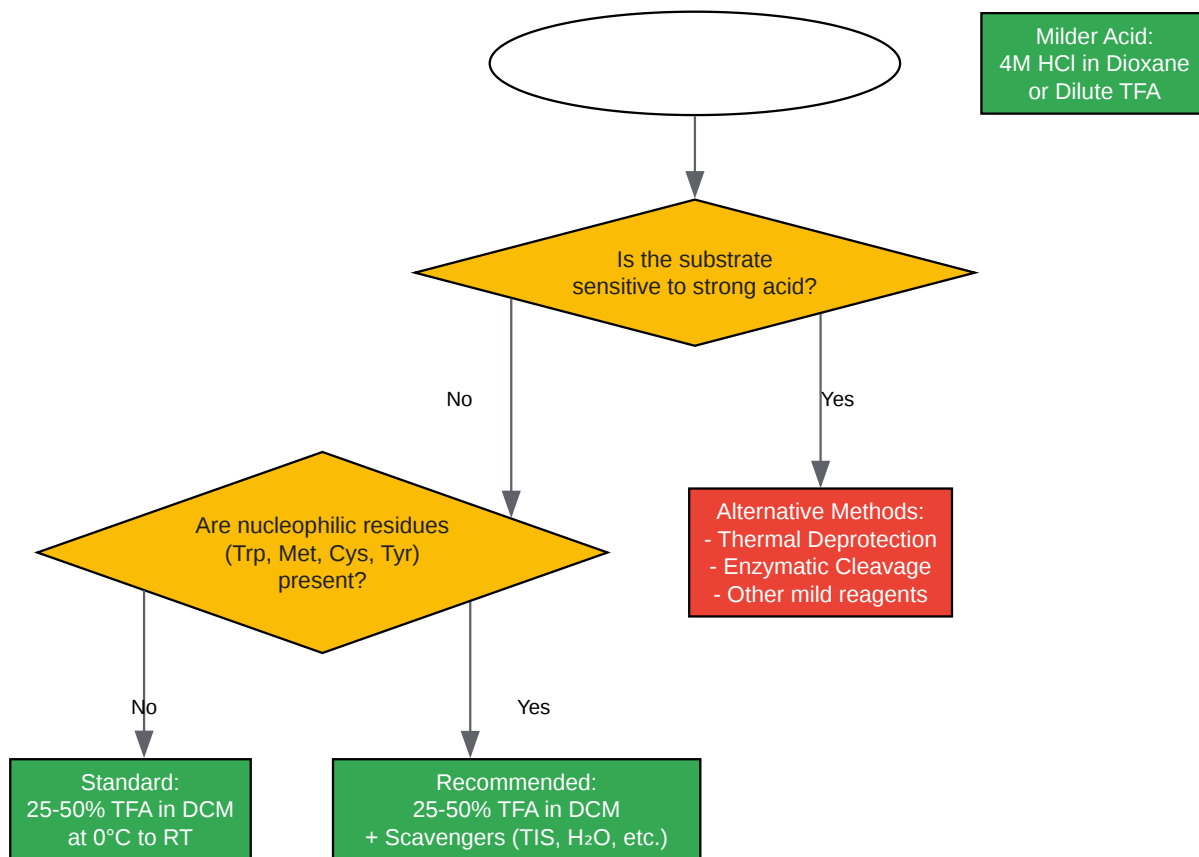 Milder Acid:
4M HCl in Dioxane
or Dilute TFA
Is the substrate
sensitive to strong acid?
No
Yes
Are nucleophilic residues
(Trp, Met, Cys, Tyr)
present?
Alternative Methods:
- Thermal Deprotection
- Enzymatic Cleavage
- Other mild reagents
No
Yes
Standard:
25-50% TFA in DCM
at 0°C to RT
Recommended:
25-50% TFA in DCM
+ Scavengers (TIS, H₂O, etc.)